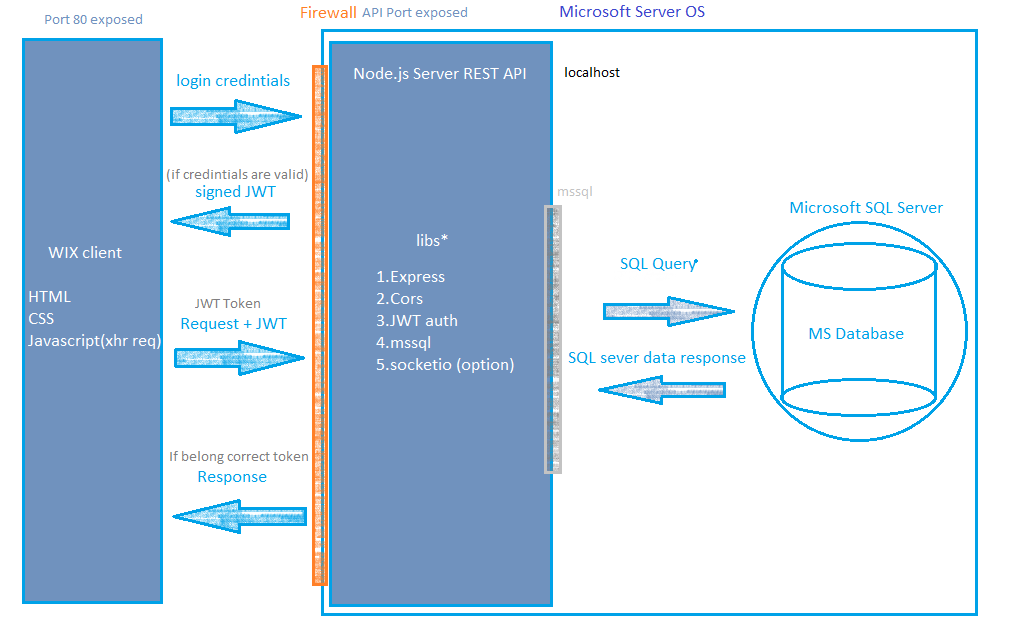 Port 80 exposed
Firewall
API Port exposed
Microsoft Server OS
login credintials
(if credintials are valid)
signed JWT
WIX client
HTML
CSS
Javascript(xhr req)
JWT Token
Request + JWT
If belong correct token
Response
Node.js Server REST API
libs*
1.Express
2.Cors
3.JWT auth
4.mssql
5.socketio (option)
localhost
mssql
SQL Query
SQL sever data response
Microsoft SQL Server
MS Database